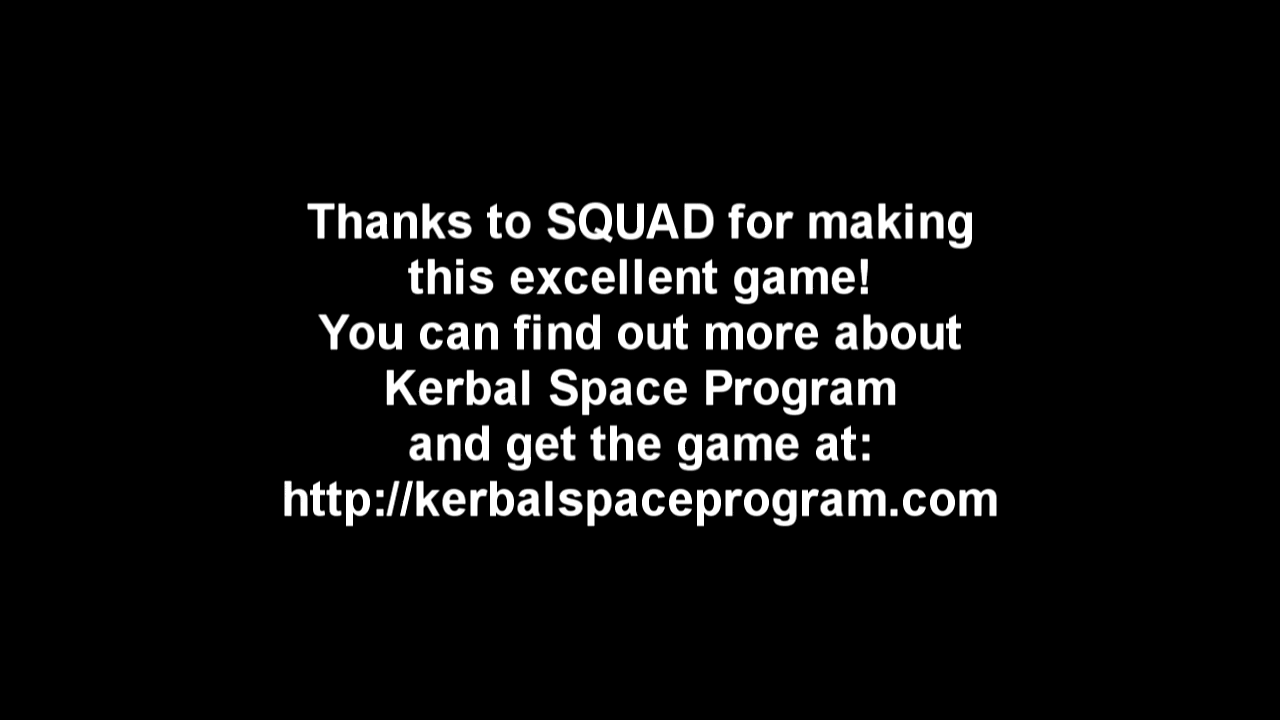 Thanks to SQUAD for making
this excellent game!
You can find out more about
Kerbal Space Program
and get the game at:
http://kerbalspaceprogram.com